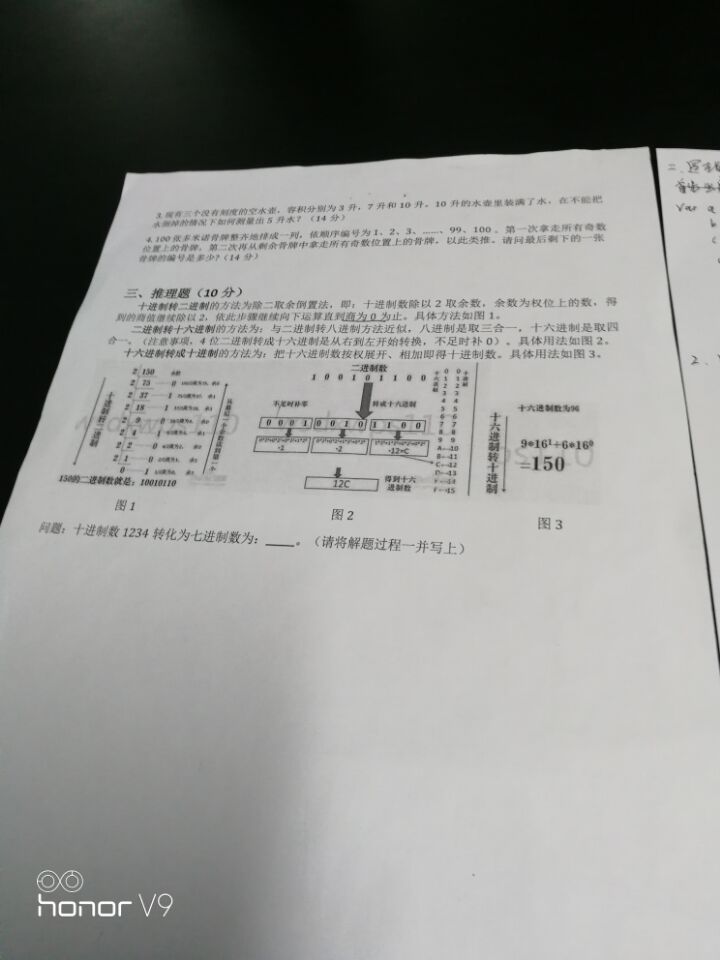 3.现有三个没有刻度的空水壶，容积分别为 3 升，7 升和 10 升。10 升的水壶里装满了水，在不能把
水倒掉的情况下如何测量出 5 升水？（14 分）
4.100 张多米诺骨牌整齐地排成一列，依顺序编号为 1、2、3、……、99、100 。第一次拿走所有奇数
位置上的骨牌，第二次再从剩余骨牌中拿走所有奇数位置上的骨牌，以此类推。请问最后剩下的一张
骨牌的编号是多少?(14 分)
三、推理题（10 分）
十进制转二进制的方法为除二取余倒置法，即：十进制数除以 2 取余数，余数为权位上的数，得
到的商值继续除以 2，依此步骤继续向下运算直到商为 0 为止。具体方法如图 1。
二进制转十六进制的方法为：与二进制转八进制方法近似，八进制是取三合一，十六进制是取四
合一。（注意事项，4 位二进制转成十六进制是从右到左开始转换，不足时补 0）。具体用法如图 2。
十六进制转成十进制的方法为：把十六进制数按权展开、相加即得十进制数。具体用法如图 3。
十进制转二进制
2 150 余数
2 75 0
2 37 1
2 18 1
2 9 0
2 4 1
2 2 0
2 1 0
0 1
150的二进制数就是：10010110
图 1
二进制数
1 0 0 1 0 1 1 0 0
不足时补零
转成十六进制
0 0 0 1 0 0 1 0 1 1 0 0
=1 =2 =12=C
12C
得到十六
进制数
十六进制 十进制
0 0
1 1
2 2
3 3
4 4
5 5
6 6
7 7
8 8
9 9
A 10
B 11
C 12
D 13
E 14
F 15
图 2
十六进制转十进制
十六进制数为96
9*16¹+6*16⁰
=150
图 3
问题：十进制数 1234 转化为七进制数为：____。（请将解题过程一并写上）
二、
var a
b
c
2、
honor V9